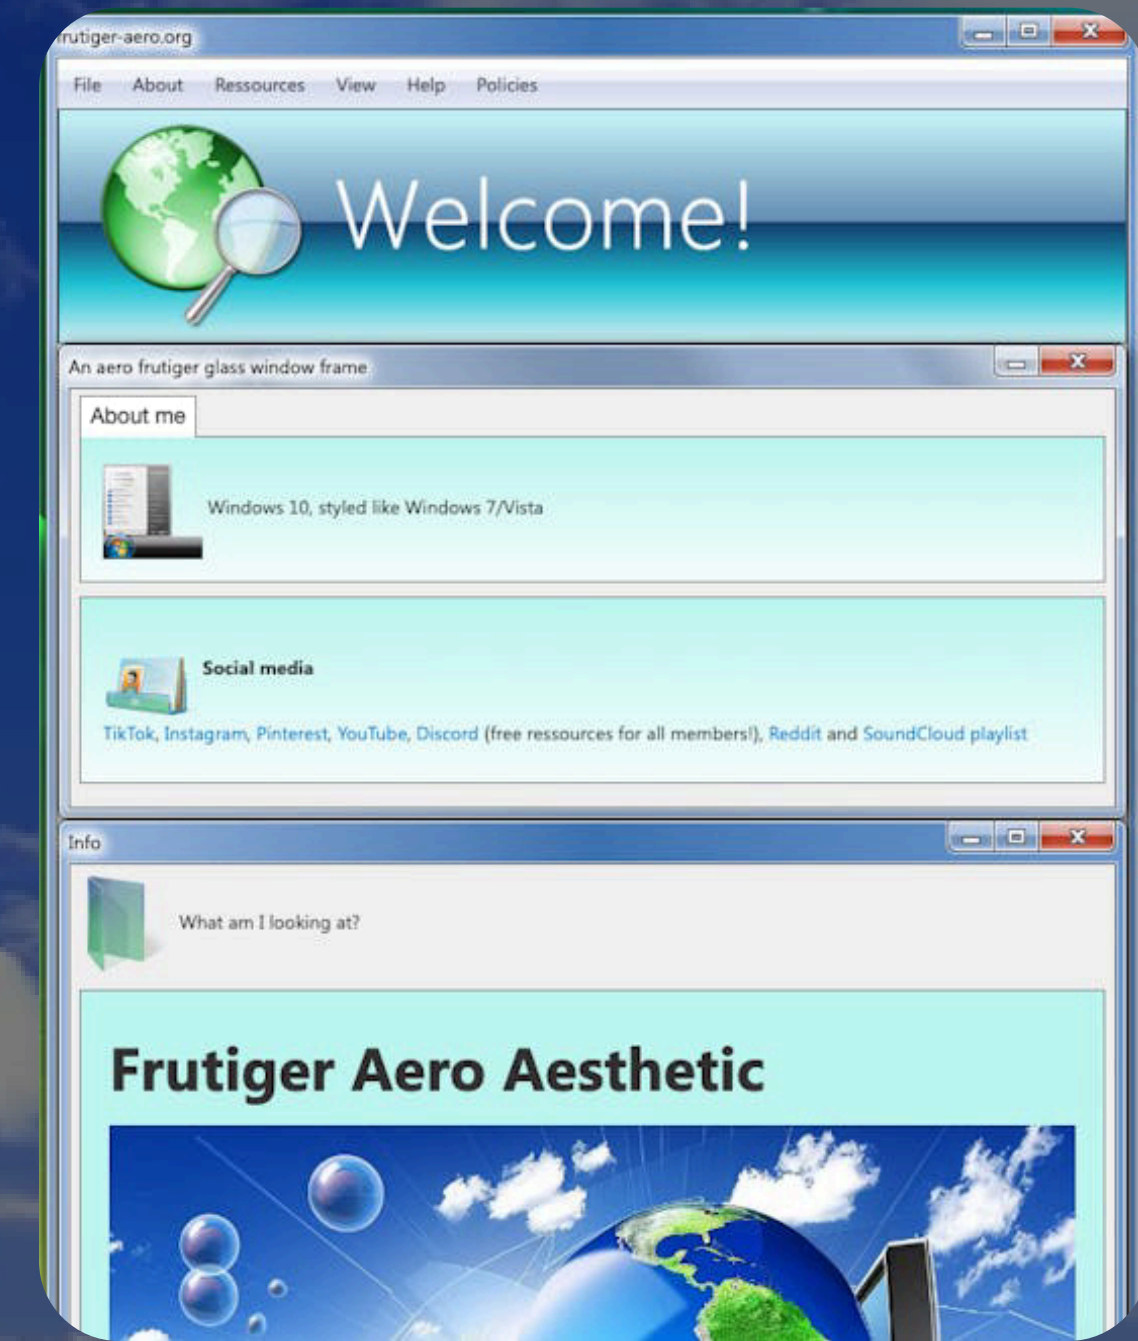 frutiger-aero.org
File About Ressources View Help Policies
Welcome!
An aero frutiger glass window frame
About me
Windows 10, styled like Windows 7/Vista
Social media
TikTok, Instagram, Pinterest, YouTube, Discord (free ressources for all members!), Reddit and SoundCloud playlist
Info
What am I looking at?
Frutiger Aero Aesthetic